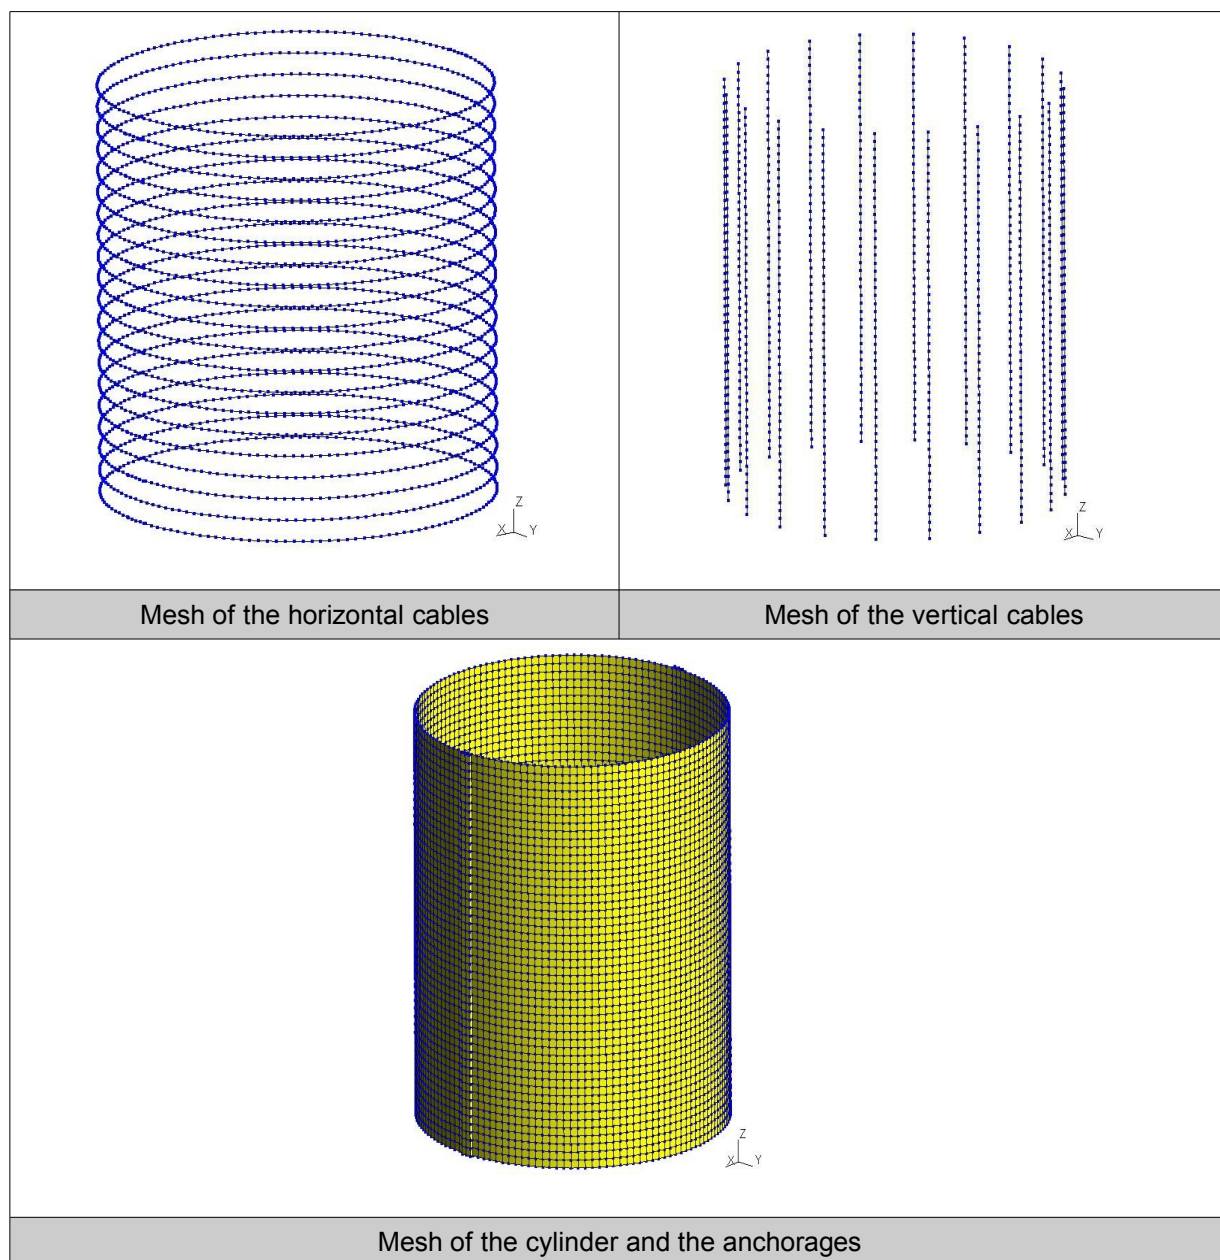 Z
X Y
Z
X Y
Mesh of the horizontal cables
Mesh of the vertical cables
Z
X Y
Mesh of the cylinder and the anchorages